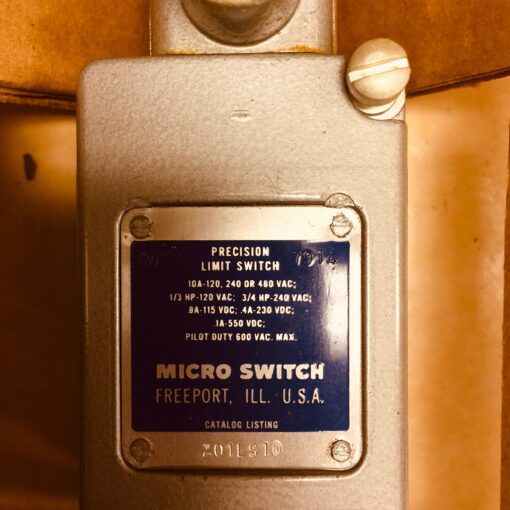 PRECISION
LIMIT SWITCH
10A-120, 240 OR 480 VAC;
1/3 HP-120 VAC; 3/4 HP-240 VAC;
.8A-115 VDC; .4A-230 VDC;
.1A-550 VDC;
PILOT DUTY 600 VAC. MAX.
MICRO SWITCH
FREEPORT, ILL. U.S.A.
CATALOG LISTING
201LS10